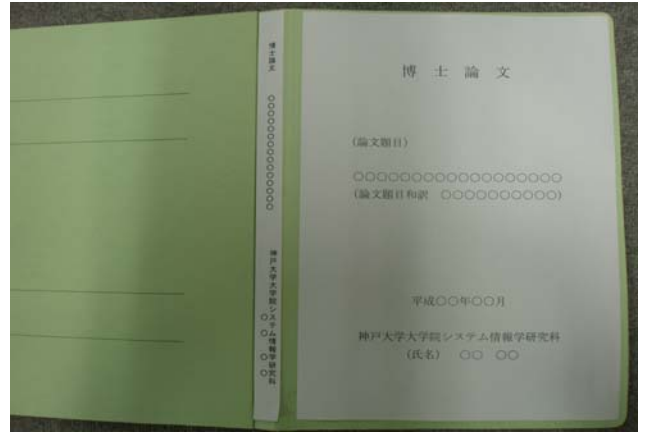 博士論文
〇〇〇〇〇〇〇〇〇〇〇〇〇〇〇
神戸大学大学院システム情報学研究科
〇〇 〇〇
博 士 論 文
(論文題目)
〇〇〇〇〇〇〇〇〇〇〇〇〇〇〇〇〇〇〇
(論文題目和訳 〇〇〇〇〇〇〇〇〇〇)
平成〇〇年〇〇月
神戸大学大学院システム情報学研究科
(氏名) 〇〇 〇〇